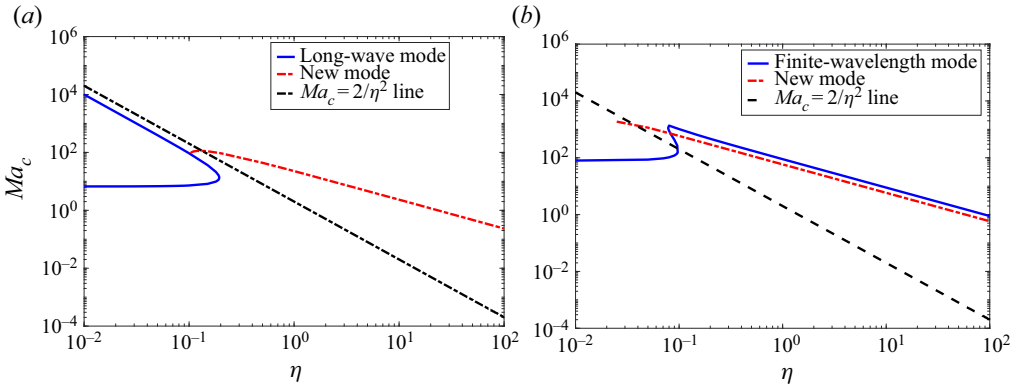 (a)
10^6
10^4
10^2
10^0
10^−2
10^−4
Ma_c
Long-wave mode
New mode
Ma_c = 2/η^2 line
10^−2
10^−1
10^0
10^1
10^2
η
(b)
10^6
10^4
10^2
10^0
10^−2
10^−4
Finite-wavelength mode
New mode
Ma_c = 2/η^2 line
10^−2
10^−1
10^0
10^1
10^2
η